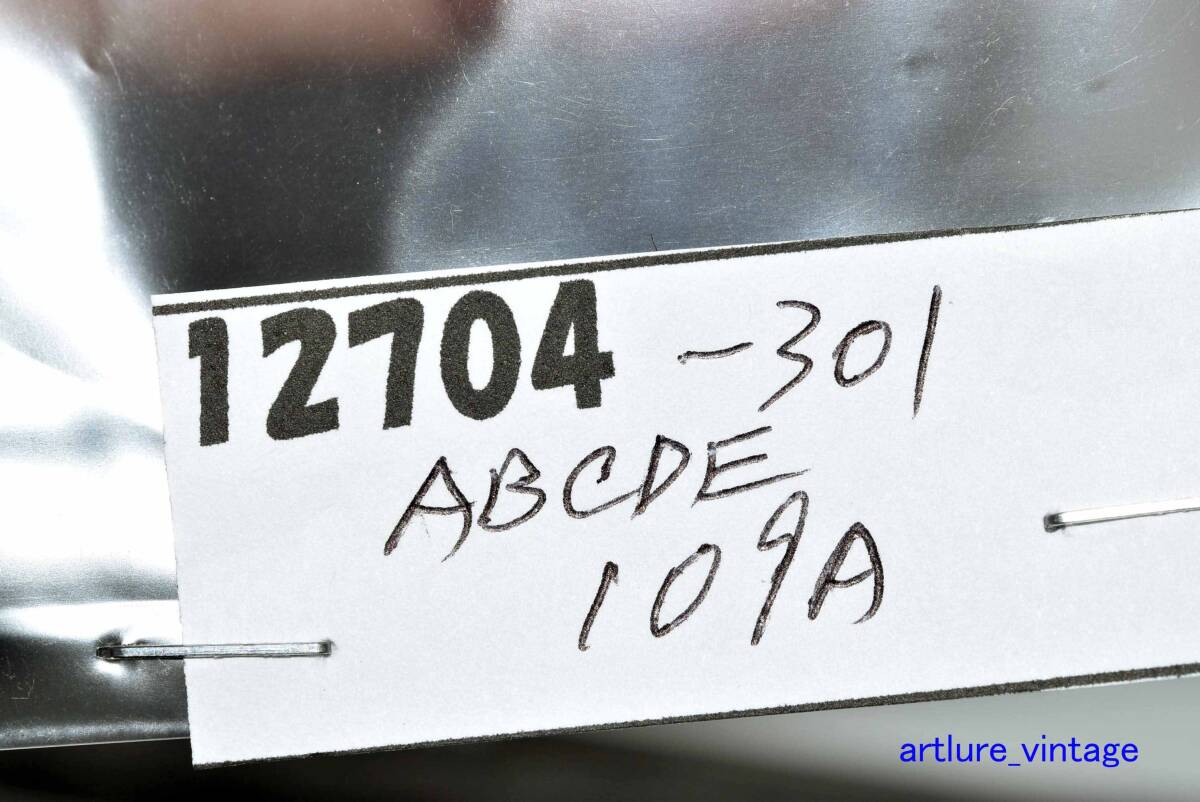 12704 -301
ABCDE
109A
artlure_vintage